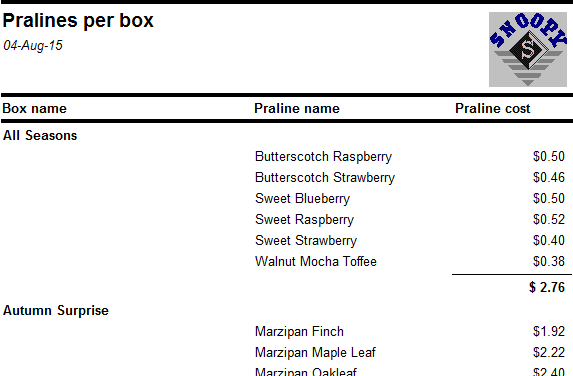 Pralines per box
04-Aug-15
SNOOPY
S
Box name Praline name Praline cost
All Seasons
Butterscotch Raspberry $0.50
Butterscotch Strawberry $0.46
Sweet Blueberry $0.50
Sweet Raspberry $0.52
Sweet Strawberry $0.40
Walnut Mocha Toffee $0.38
$ 2.76
Autumn Surprise
Marzipan Finch $1.92
Marzipan Maple Leaf $2.22
Marzipan Oakleaf $2.40